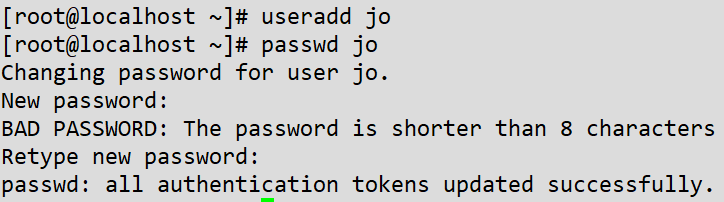 [root@localhost ~]# useradd jo
[root@localhost ~]# passwd jo
Changing password for user jo.
New password:
BAD PASSWORD: The password is shorter than 8 characters
Retype new password:
passwd: all authentication tokens updated successfully.